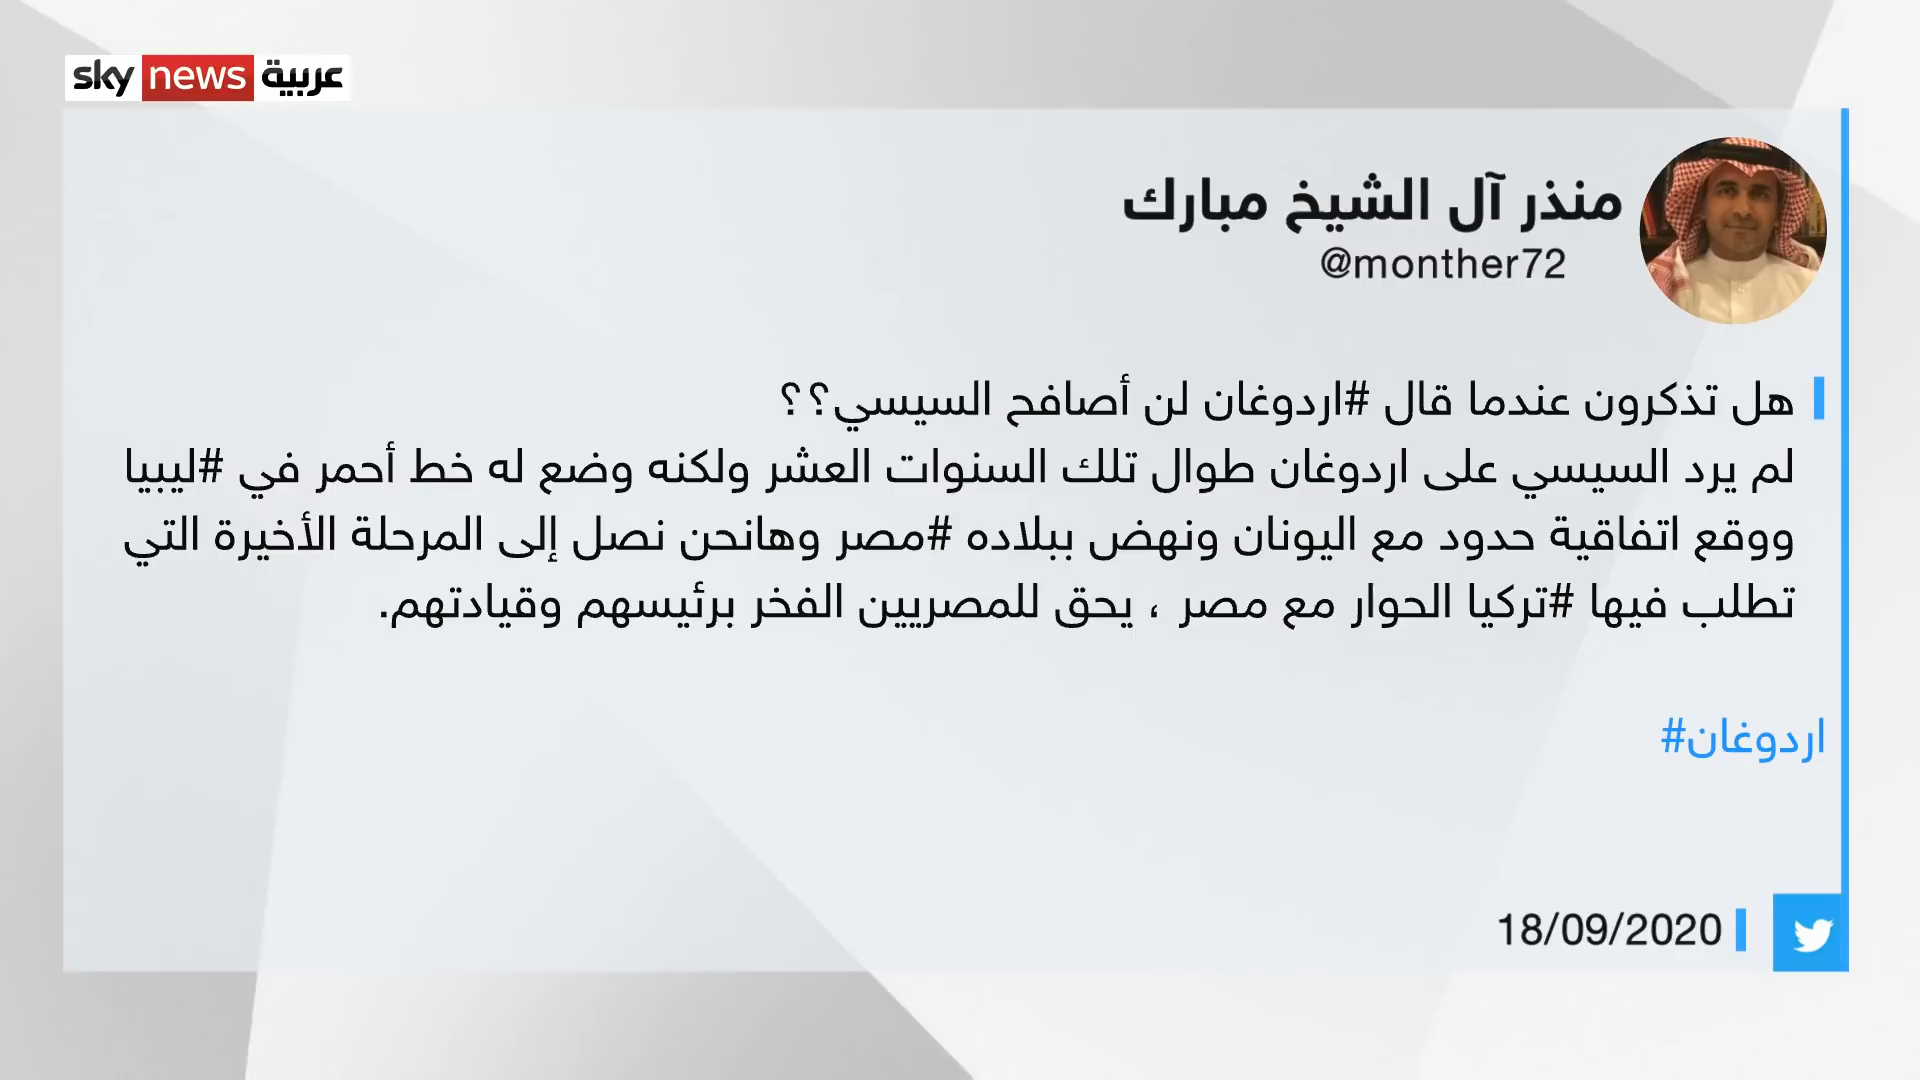 sky news عربية
منذر آل الشيخ مبارك
@monther72
هل تذكرون عندما قال #اردوغان لن أصافح السيسي؟؟
لم يرد السيسي على اردوغان طوال تلك السنوات العشر ولكنه وضع له خط أحمر في #ليبيا
ووقع اتفاقية حدود مع اليونان ونهض ببلاده #مصر وهانحن نصل إلى المرحلة الأخيرة التي
تطلب فيها #تركيا الحوار مع مصر ، يحق للمصريين الفخر برئيسهم وقيادتهم.
اردوغان#
18/09/2020